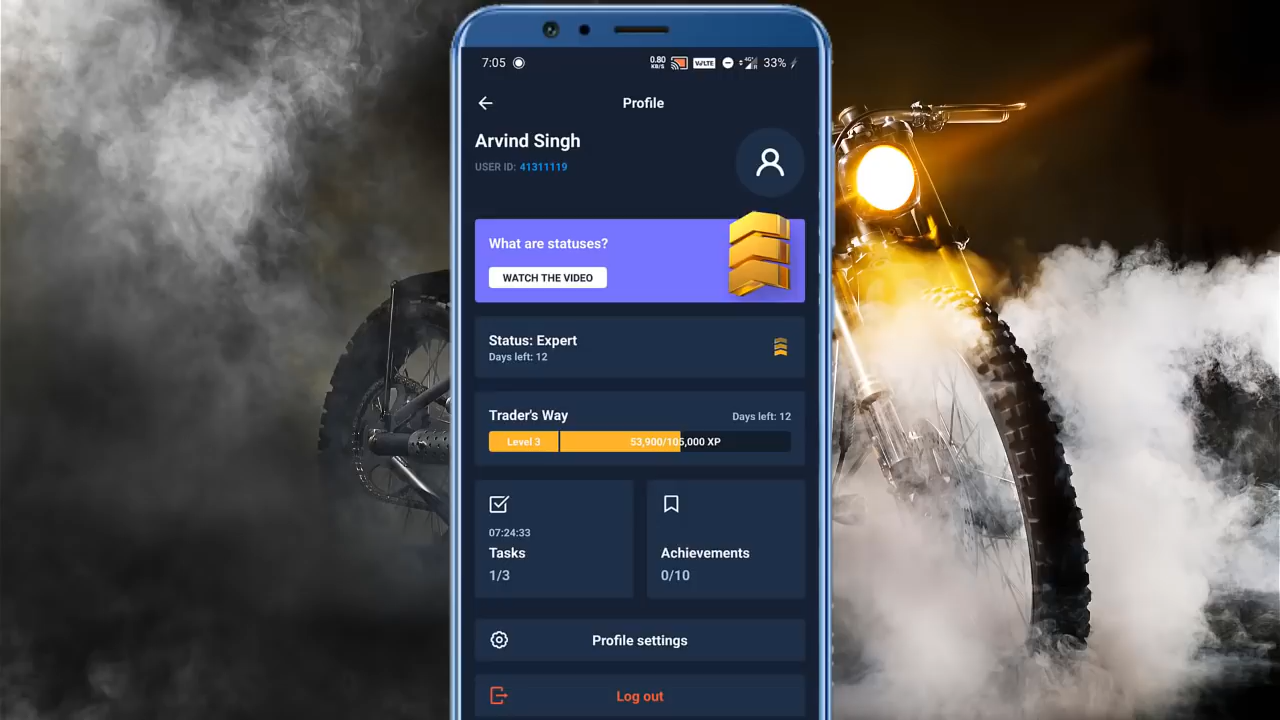 7:05
0.80
KB/S
VoLTE
4G
R
33%
Profile
Arvind Singh
USER ID: 41311119
What are statuses?
WATCH THE VIDEO
Status: Expert
Days left: 12
Trader's Way
Days left: 12
Level 3
53,900/105,000 XP
07:24:33
Tasks
1/3
Achievements
0/10
Profile settings
Log out